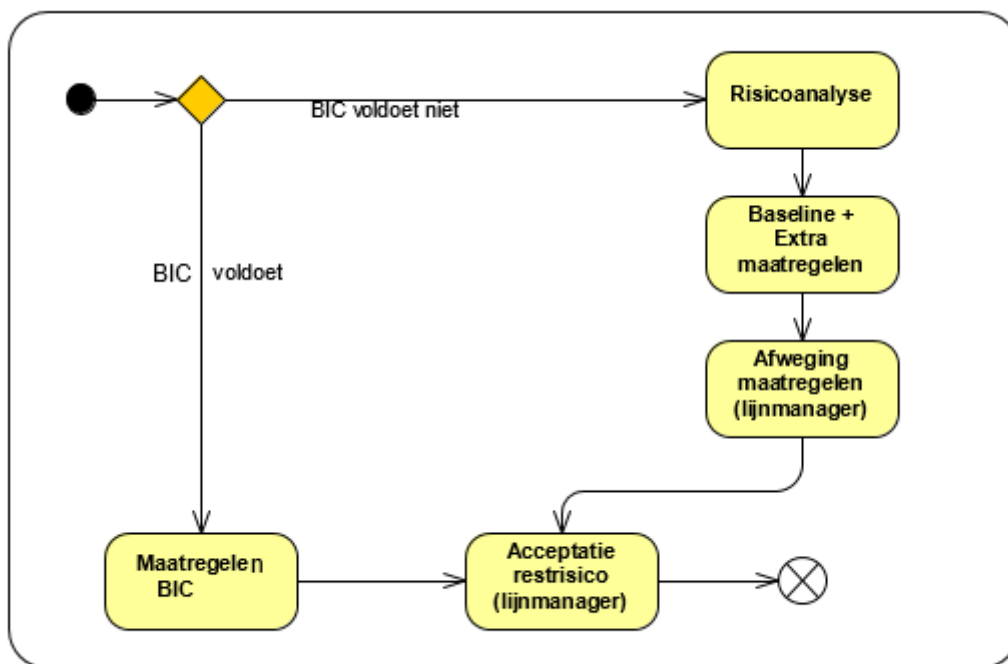 BIC voldoet niet
Risicoanalyse
Baseline +
Extra
maatregelen
BIC voldoet
Afweging
maatregelen
(lijnmanager)
Maatregelen
BIC
Acceptatie
restrisico
(lijnmanager)